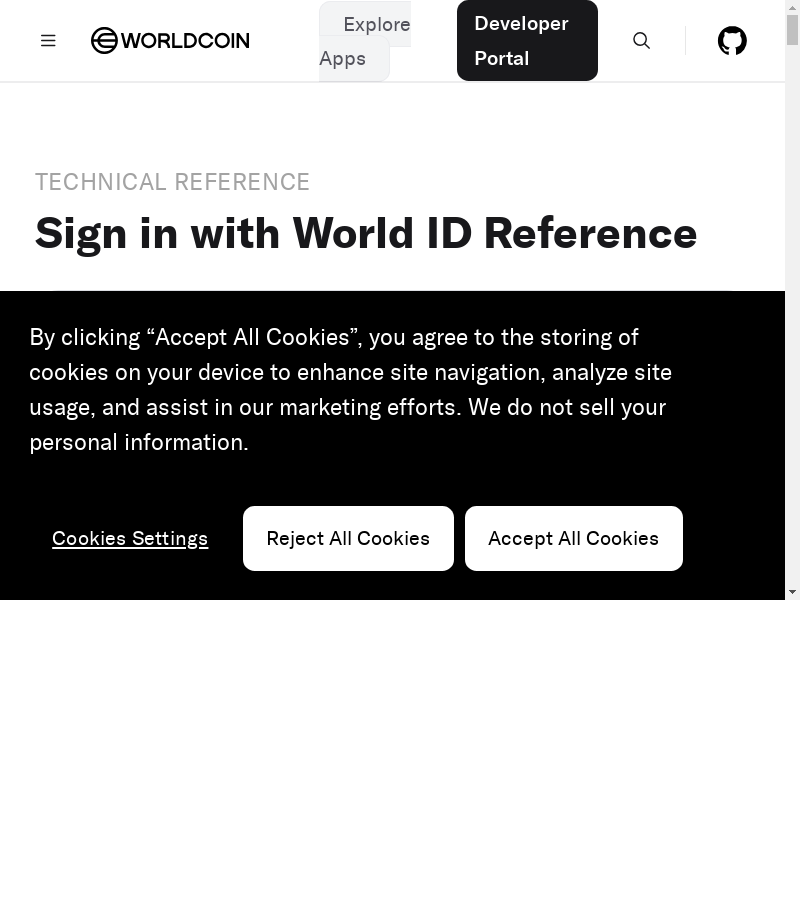 WORLDCOIN
Explore
Apps
Developer
Portal
TECHNICAL REFERENCE
Sign in with World ID Reference
By clicking “Accept All Cookies”, you agree to the storing of
cookies on your device to enhance site navigation, analyze site
usage, and assist in our marketing efforts. We do not sell your
personal information.
Cookies Settings
Reject All Cookies
Accept All Cookies